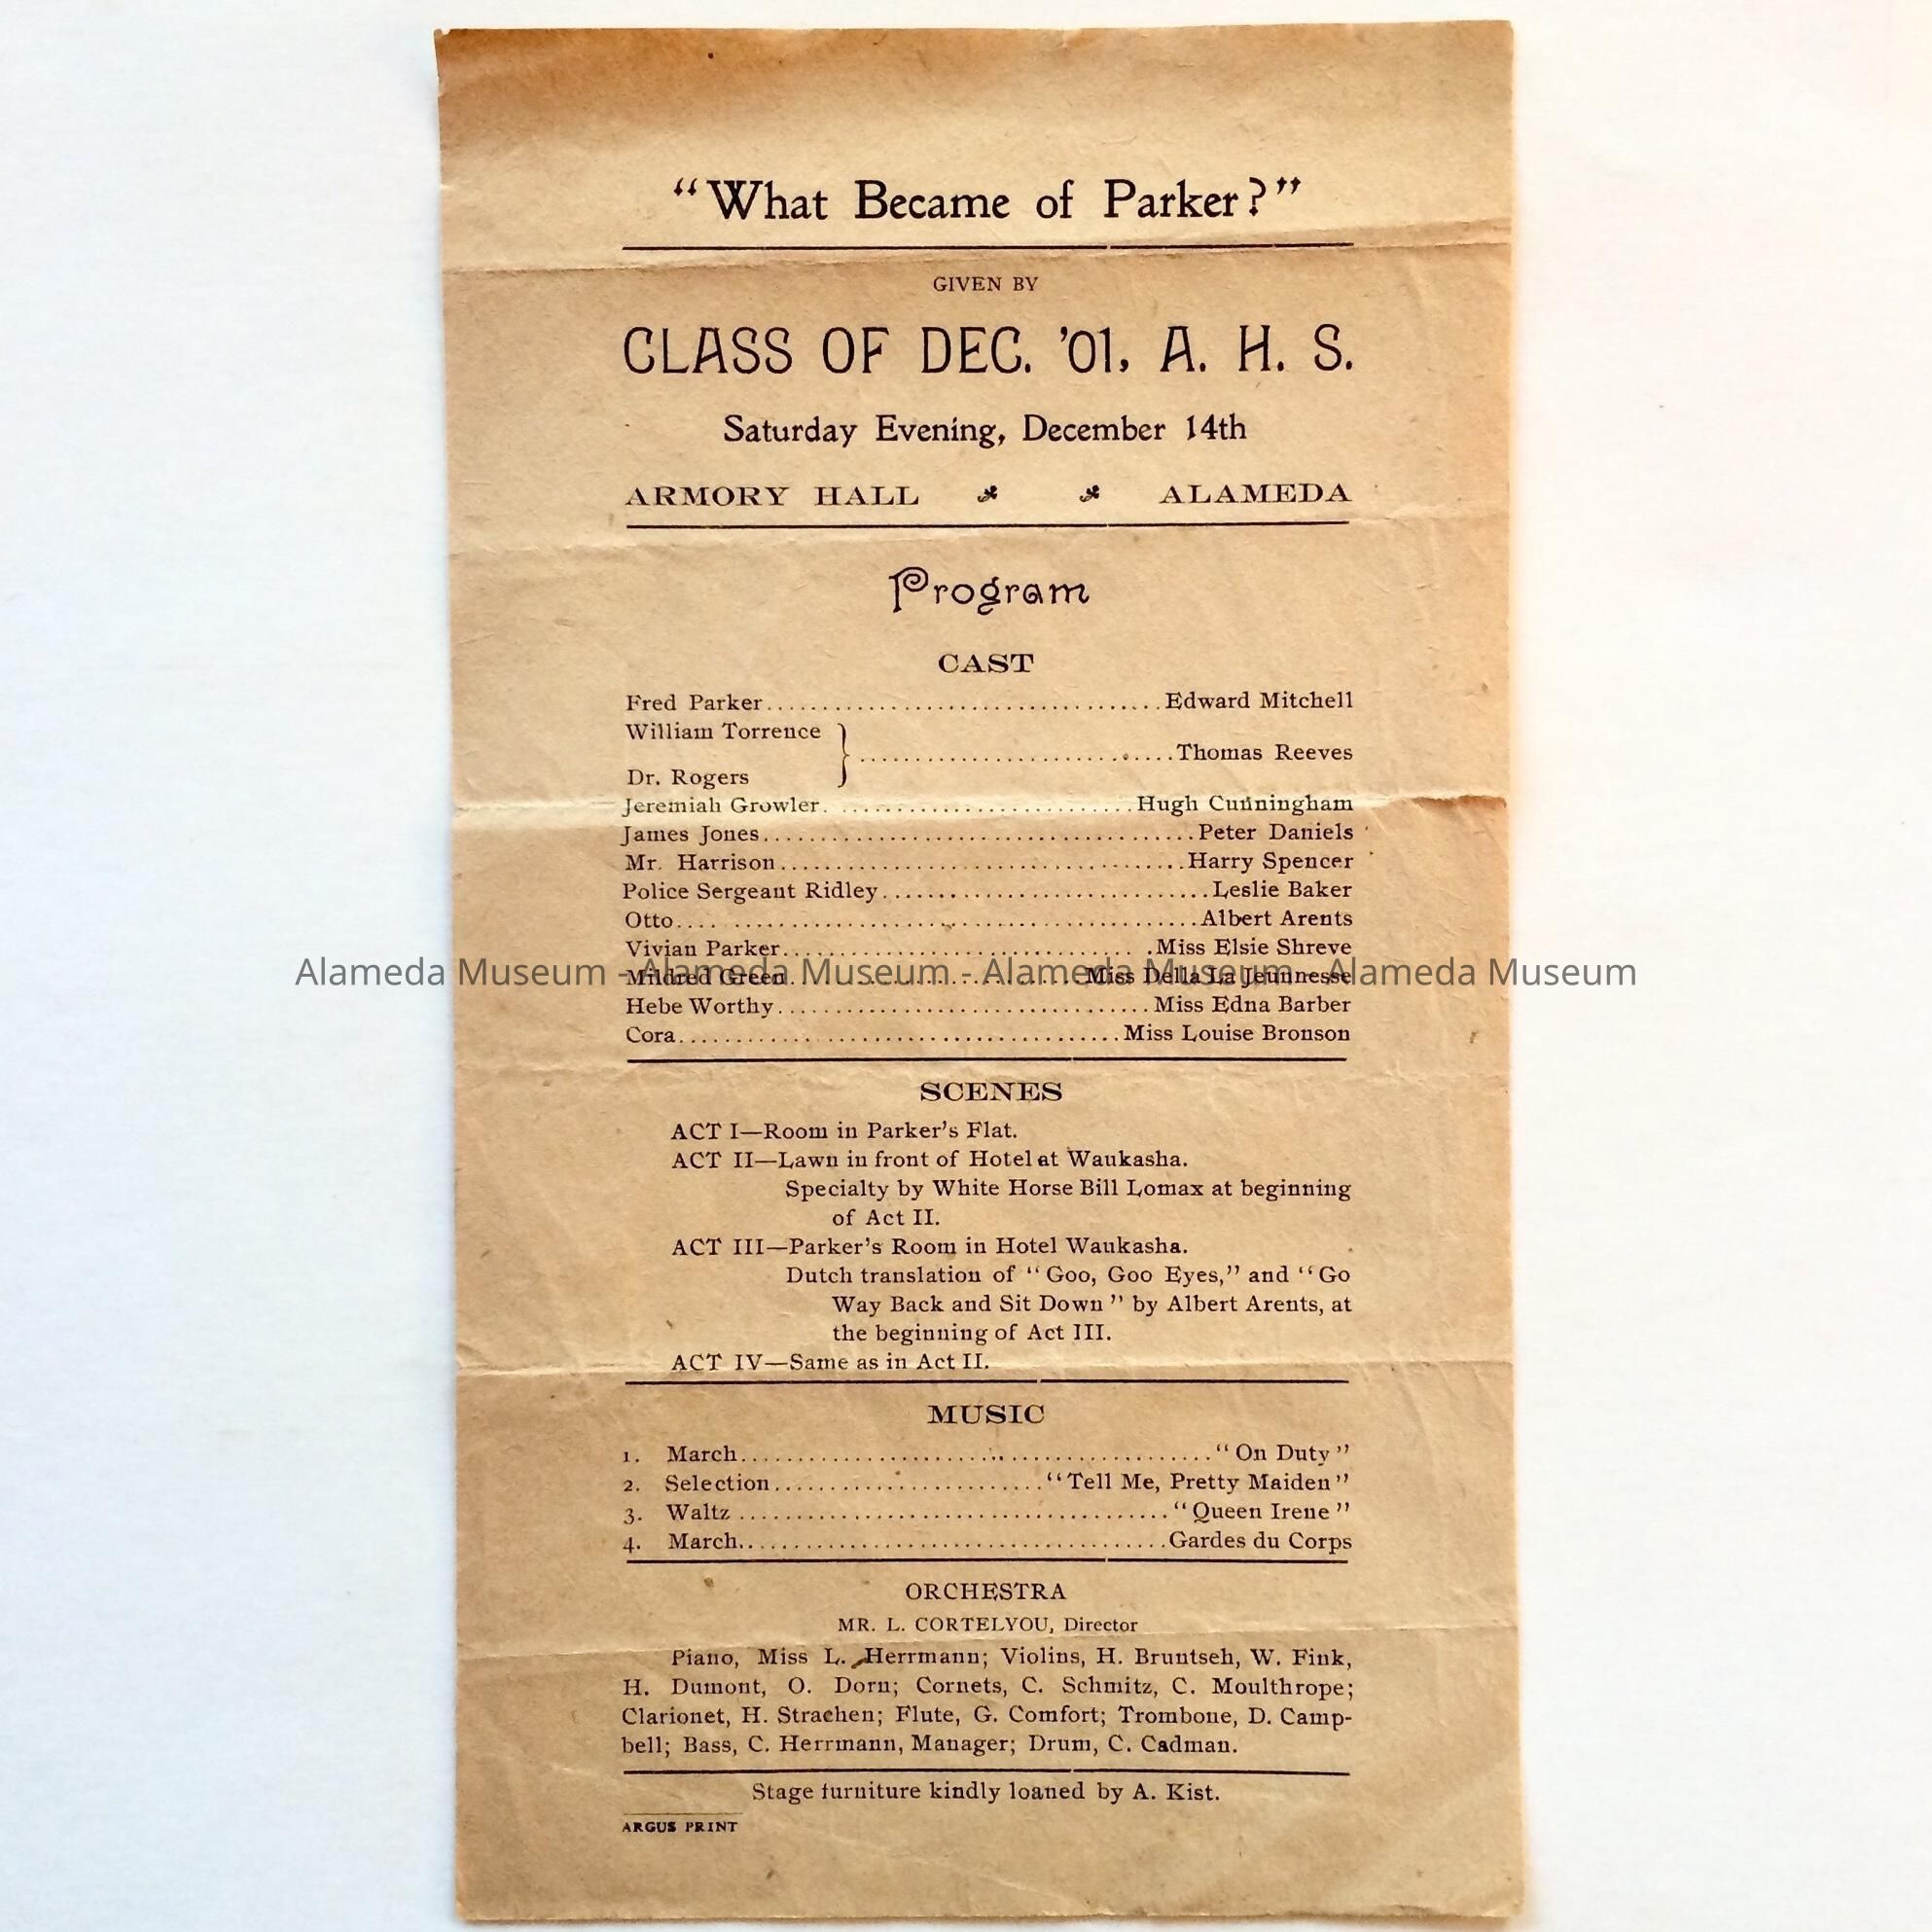 “What Became of Parker?”
GIVEN BY
CLASS OF DEC. '01, A. H. S.
Saturday Evening, December 14th
ARMORY HALL ALAMEDA
Program
CAST
Fred Parker..................................Edward Mitchell
William Torrence
} ...........................Thomas Reeves
Dr. Rogers
Jeremiah Growler. .........................Hugh Cunningham
James Jones.....................................Peter Daniels
Mr. Harrison..................................Harry Spencer
Police Sergeant Ridley............................Leslie Baker
Otto.... .......................................Albert Arents
Vivian Parker............................... .Miss Elsie Shreve
Mildred Green.........................Miss Della La Jeunnesse
Alameda Museum - Alameda Museum - Alameda Museum - Alameda Museum
Hebe Worthy................................Miss Edna Barber
Cora......................................Miss Louise Bronson
SCENES
ACT I—Room in Parker's Flat.
ACT II—Lawn in front of Hotel at Waukasha.
Specialty by White Horse Bill Lomax at beginning
of Act II.
ACT III—Parker's Room in Hotel Waukasha.
Dutch translation of “Goo, Goo Eyes,” and “Go
Way Back and Sit Down” by Albert Arents, at
the beginning of Act III.
ACT IV—Same as in Act II.
MUSIC
1. March........................................“On Duty”
2. Selection.......................“Tell Me, Pretty Maiden”
3. Waltz .....................................“Queen Irene”
4. March.....................................Gardes du Corps
ORCHESTRA
MR. L. CORTELYOU, Director
Piano, Miss L. Herrmann; Violins, H. Bruntseh, W. Fink,
H. Dumont, O. Dorn; Cornets, C. Schmitz, C. Moulthrope;
Clarionet, H. Strachen; Flute, G. Comfort; Trombone, D. Camp-
bell; Bass, C. Herrmann, Manager; Drum, C. Cadman.
Stage furniture kindly loaned by A. Kist.
ARGUS PRINT